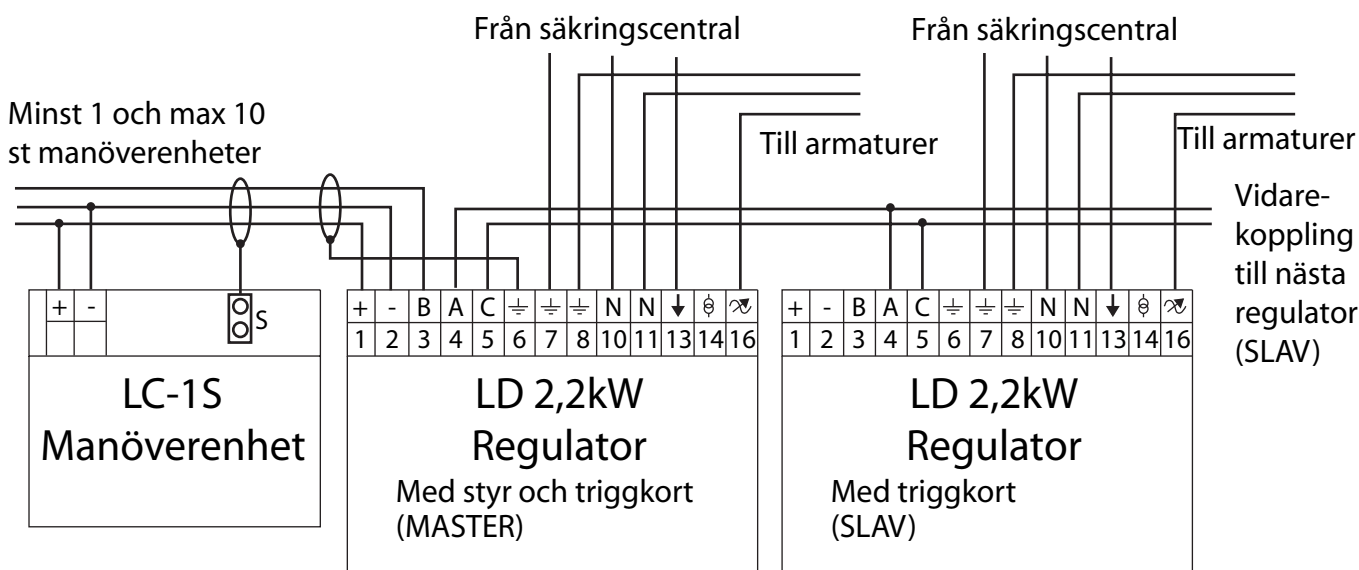 Från säkringscentral
Från säkringscentral
Minst 1 och max 10
st manöverenheter
Till armaturer
Till armaturer
Vidare-
koppling
till nästa
regulator
(SLAV)
+ -
S
LC-1S
Manöverenhet
+ - B A C N N
1 2 3 4 5 6 7 8 10 11 13 14 16
LD 2,2kW
Regulator
Med styr och triggkort
(MASTER)
+ - B A C N N
1 2 3 4 5 6 7 8 10 11 13 14 16
LD 2,2kW
Regulator
Med triggkort
(SLAV)